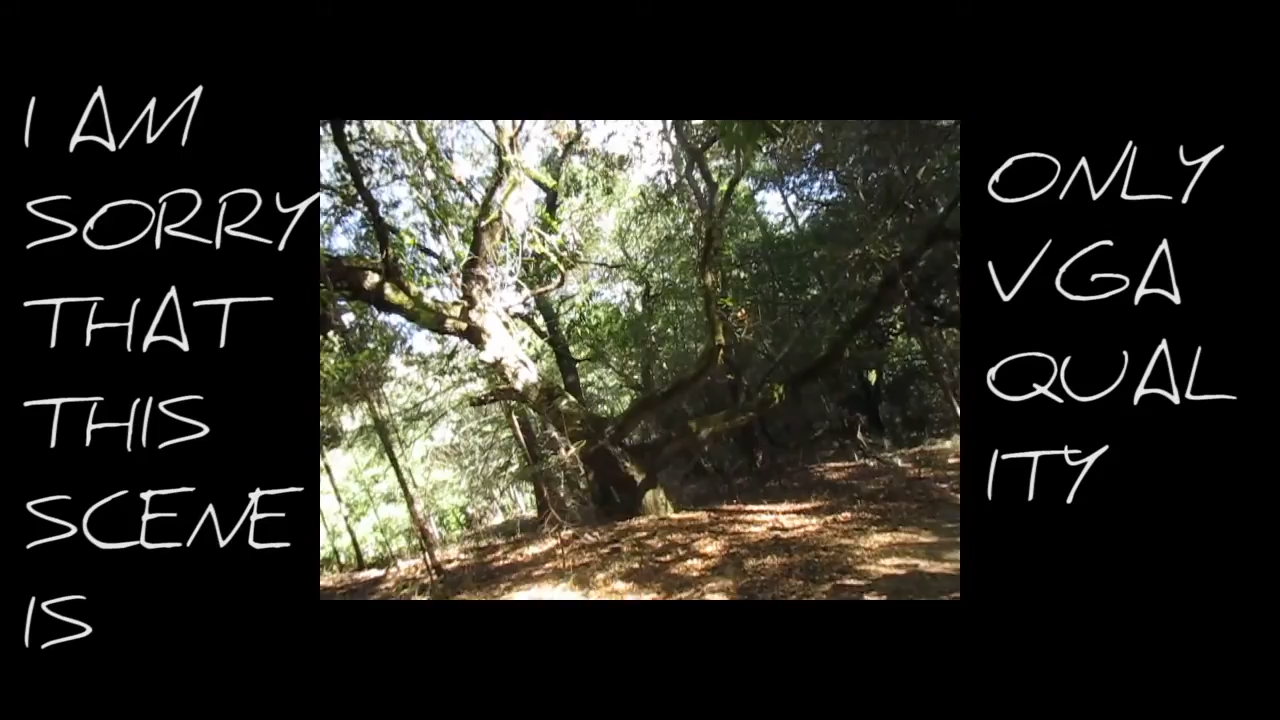 I AM
SORRY
THAT
THIS
SCENE
IS
ONLY
VGA
QUAL
ITY